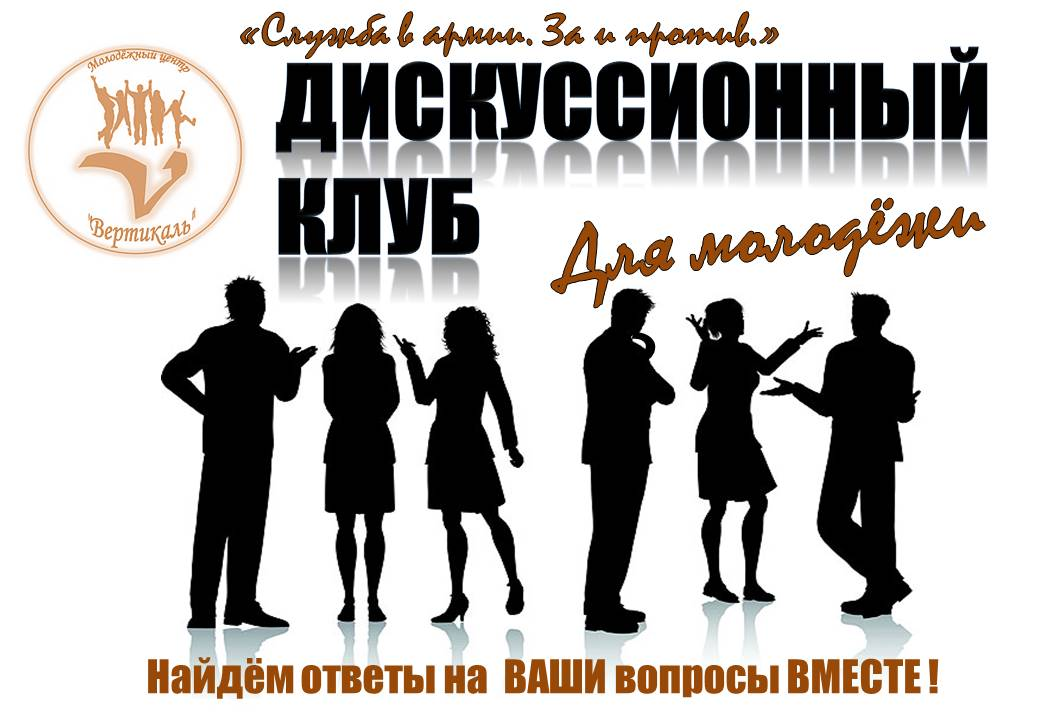 «Служба в армии. За и против.»
Молодёжный центр
"Вертикаль"
ДИСКУССИОННЫЙ
КЛУБ
Для молодёжи
Найдём ответы на ВАШИ вопросы ВМЕСТЕ !